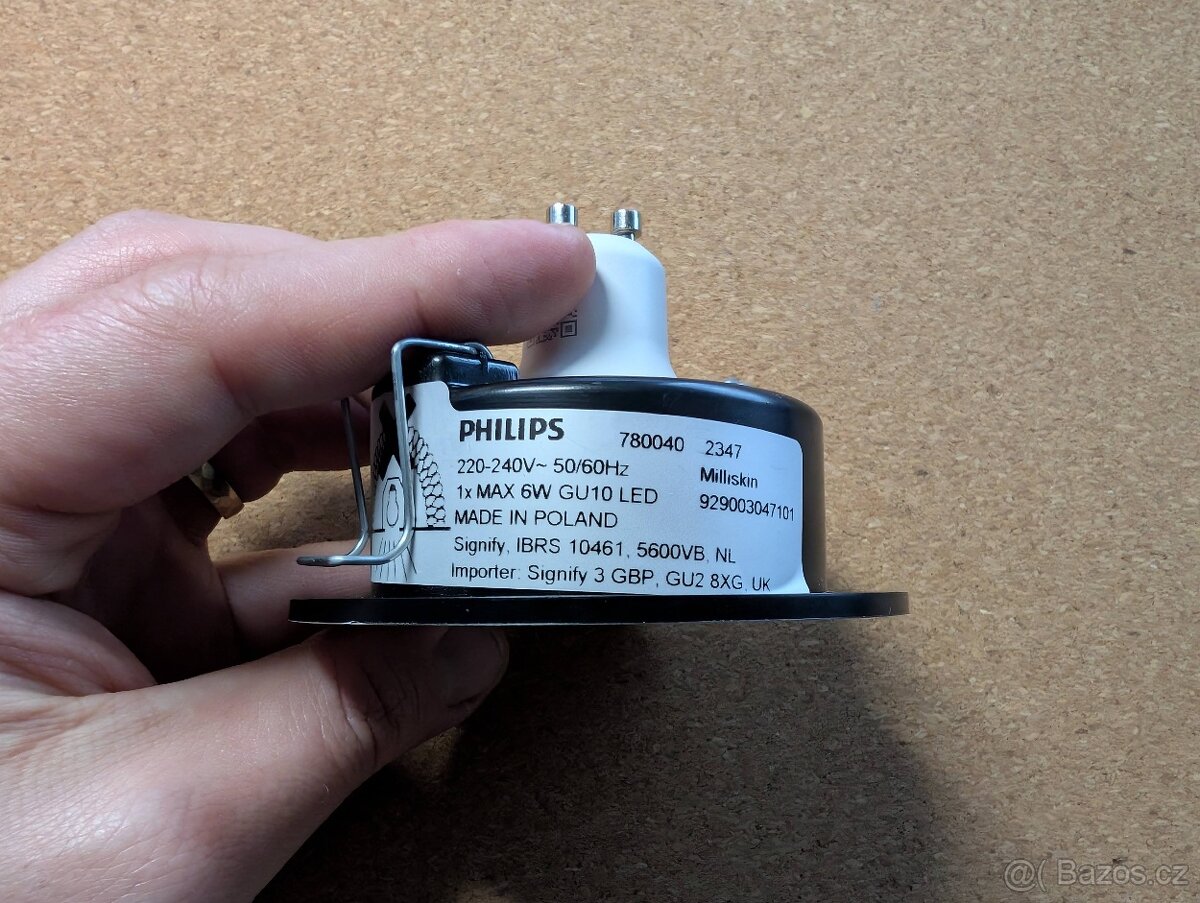 PHILIPS 780040 2347
220-240V~ 50/60Hz Milliskin
1x MAX 6W GU10 LED 929003047101
MADE IN POLAND
Signify, IBRS 10461, 5600VB, NL
Importer: Signify 3 GBP, GU2 8XG, UK
@( Bazos.cz